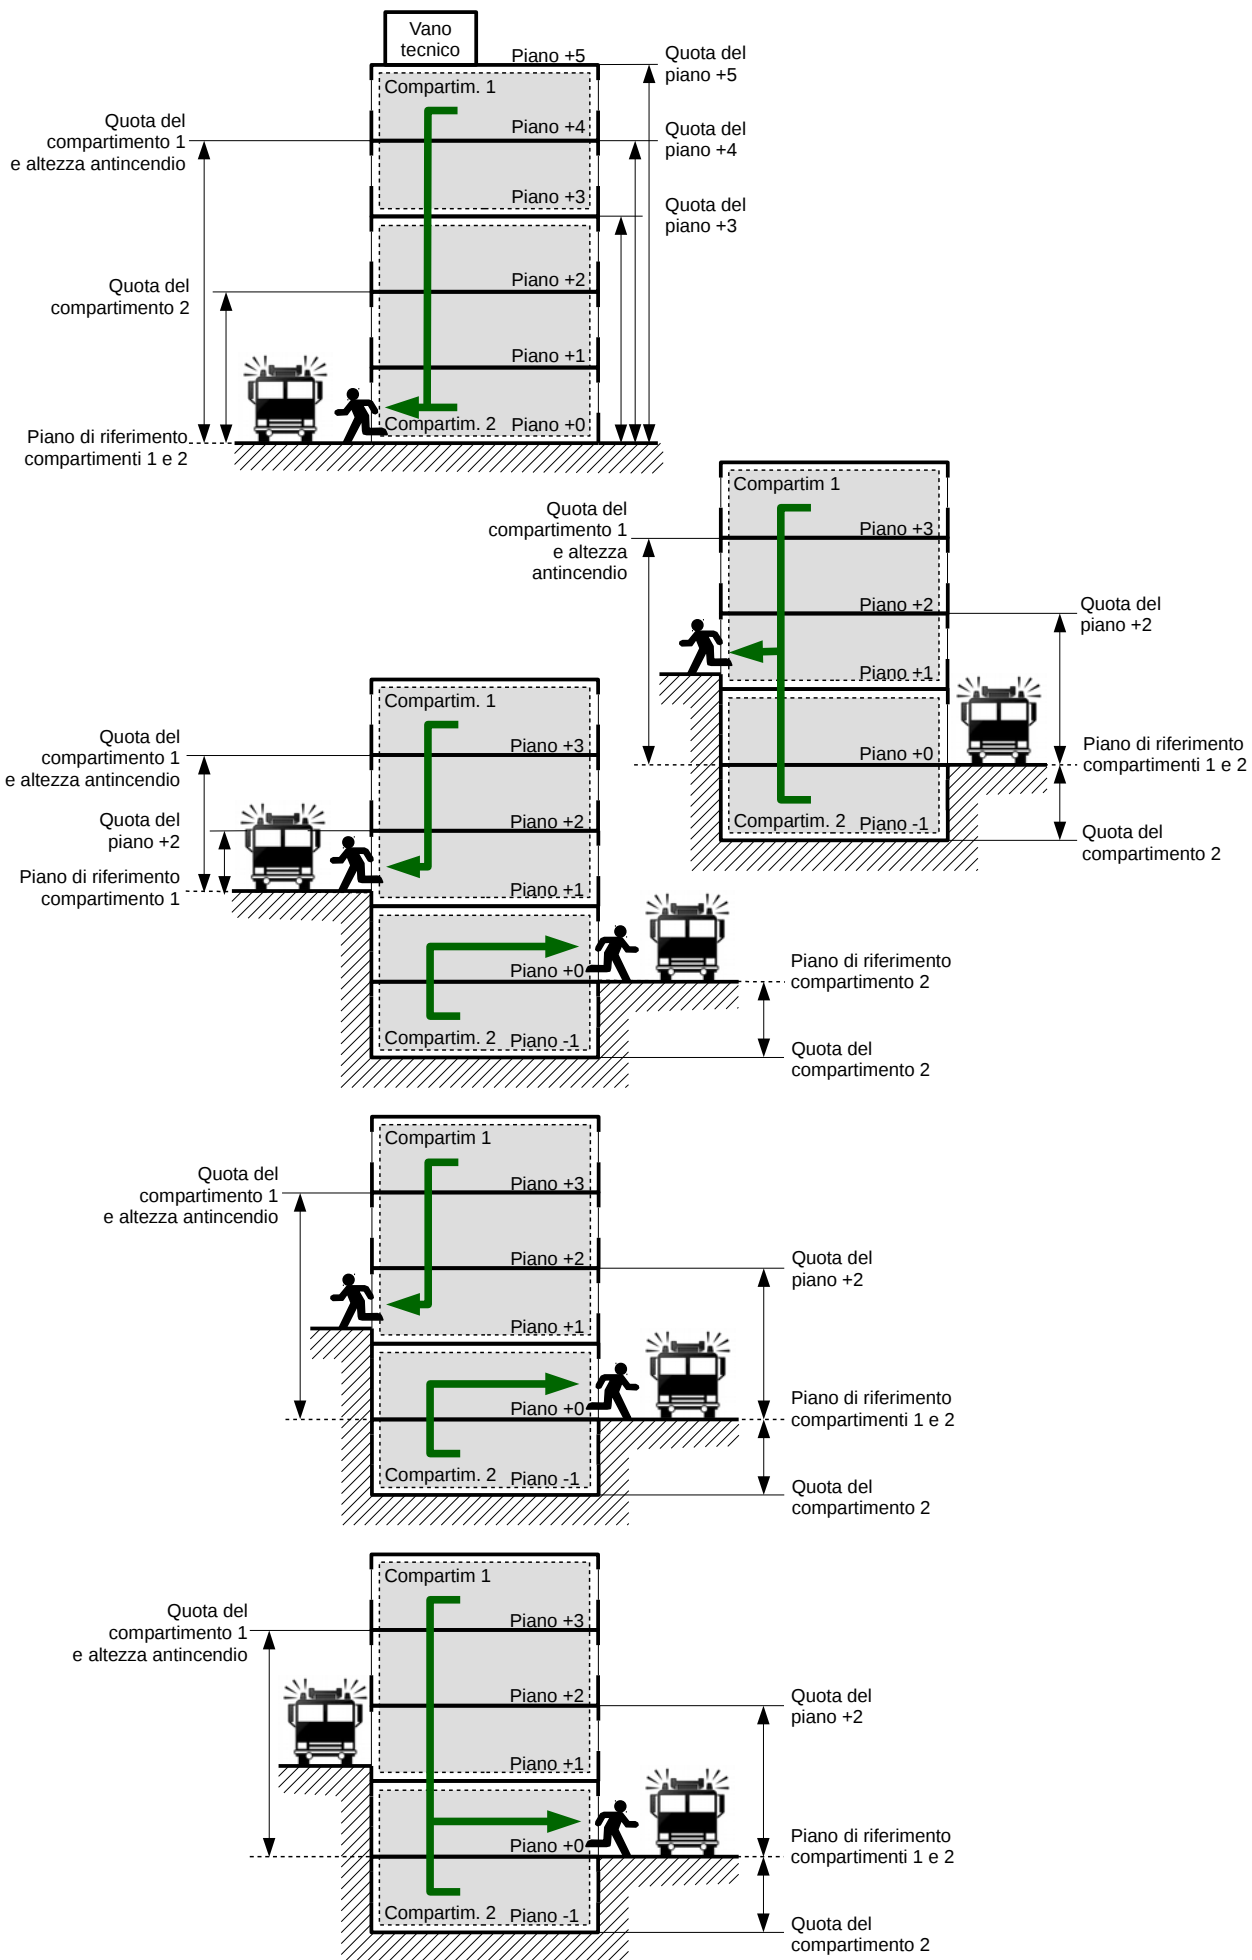 Vano
tecnico
Piano +5
Quota del
piano +5
Compartim. 1
Quota del
compartimento 1
e altezza antincendio
Piano +4
Quota del
piano +4
Piano +3
Quota del
piano +3
Quota del
compartimento 2
Piano +2
Piano +1
Compartim. 2
Piano +0
Piano di riferimento
compartimenti 1 e 2
Compartim 1
Quota del
compartimento 1
e altezza
antincendio
Piano +3
Piano +2
Quota del
piano +2
Piano +1
Piano +0
Piano di riferimento
compartimenti 1 e 2
Compartim. 2
Piano -1
Quota del
compartimento 2
Compartim. 1
Quota del
compartimento 1
e altezza antincendio
Piano +3
Quota del
piano +2
Piano +2
Piano di riferimento
compartimento 1
Piano +1
Piano +0
Piano di riferimento
compartimento 2
Compartim. 2
Piano -1
Quota del
compartimento 2
Compartim 1
Quota del
compartimento 1
e altezza antincendio
Piano +3
Piano +2
Quota del
piano +2
Piano +1
Piano +0
Piano di riferimento
compartimenti 1 e 2
Compartim. 2
Piano -1
Quota del
compartimento 2
Compartim 1
Quota del
compartimento 1
e altezza antincendio
Piano +3
Piano +2
Quota del
piano +2
Piano +1
Piano +0
Piano di riferimento
compartimenti 1 e 2
Compartim. 2
Piano -1
Quota del
compartimento 2